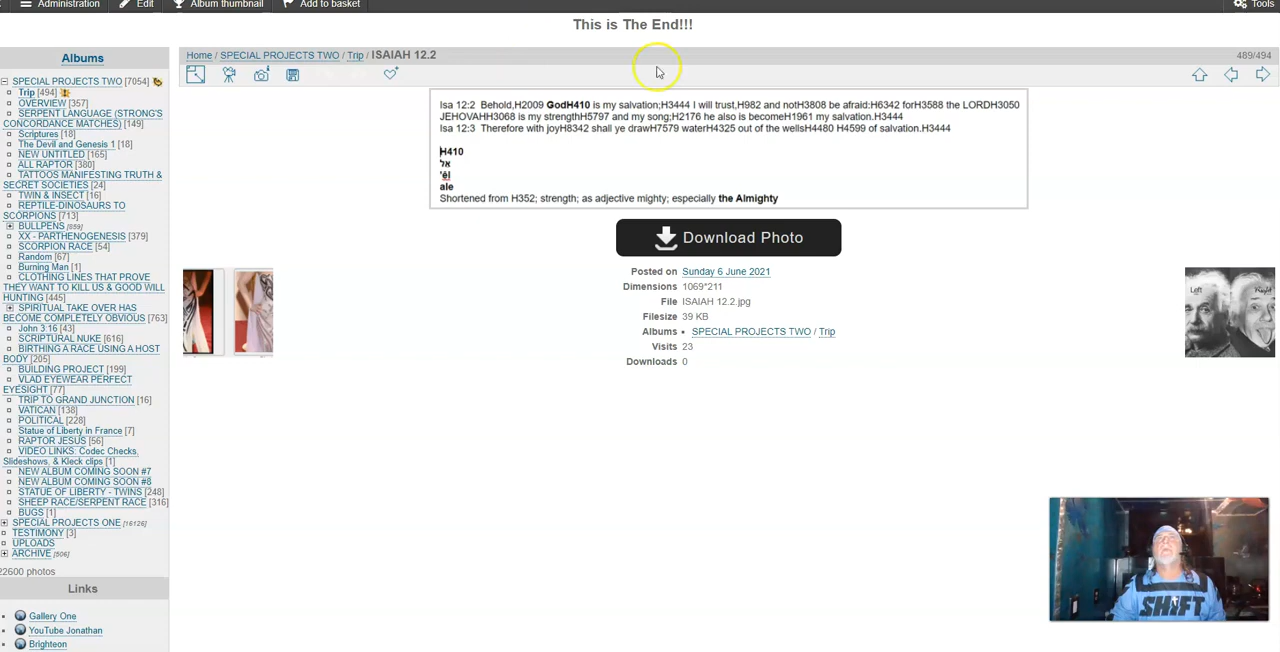 Administration Edit Album thumbnail Add to basket Tools
This is The End!!!
Albums
Home / SPECIAL PROJECTS TWO / Trip / ISAIAH 12.2 489/494
SPECIAL PROJECTS TWO [7054]
Trip [494]
OVERVIEW [357]
SERPENT LANGUAGE (STRONG'S
CONCORDANCE MATCHES) [149]
Scriptures [18]
The Devil and Genesis 1 [18]
NEW UNTITLED [165]
ALL RAPTOR [380]
TATTOOS MANIFESTING TRUTH &
SECRET SOCIETIES [24]
TWIN & INSECT [16]
REPTILE-DINOSAURS TO
SCORPIONS [713]
BULLPENS [859]
XX - PARTHENOGENESIS [379]
SCORPION RACE [54]
Random [67]
Burning Man [1]
CLOTHING LINES THAT PROVE
THEY WANT TO KILL US & GOOD WILL
HUNTING [445]
SPIRITUAL TAKE OVER HAS
BECOME COMPLETELY OBVIOUS [763]
John 3:16 [43]
SCRIPTURAL NUKE [616]
BIRTHING A RACE USING A HOST
BODY [205]
BUILDING PROJECT [199]
VLAD EYEWEAR PERFECT
EYESIGHT [77]
TRIP TO GRAND JUNCTION [16]
VATICAN [138]
POLITICAL [228]
Statue of Liberty in France [7]
RAPTOR JESUS [56]
VIDEO LINKS: Codec Checks,
Slideshows, & Kleck clips [1]
NEW ALBUM COMING SOON #7
NEW ALBUM COMING SOON #8
STATUE OF LIBERTY - TWINS [248]
SHEEP RACE/SERPENT RACE [316]
BUGS [1]
SPECIAL PROJECTS ONE [16126]
TESTIMONY [3]
UPLOADS
ARCHIVE [506]
22600 photos
Links
Gallery One
YouTube Jonathan
Brighteon
Isa 12:2 Behold,H2009 GodH410 is my salvation;H3444 I will trust,H982 and notH3808 be afraid:H6342 forH3588 the LORDH3050
JEHOVAHH3068 is my strengthH5797 and my song;H2176 he also is becomeH1961 my salvation.H3444
Isa 12:3 Therefore with joyH8342 shall ye drawH7579 waterH4325 out of the wellsH4480 H4599 of salvation.H3444
H410
אל
'êl
ale
Shortened from H352; strength; as adjective mighty; especially the Almighty
Download Photo
Posted on Sunday 6 June 2021
Dimensions 1069*211
File ISAIAH 12.2.jpg
Filesize 39 KB
Albums SPECIAL PROJECTS TWO / Trip
Visits 23
Downloads 0
Left Right
SHIFT